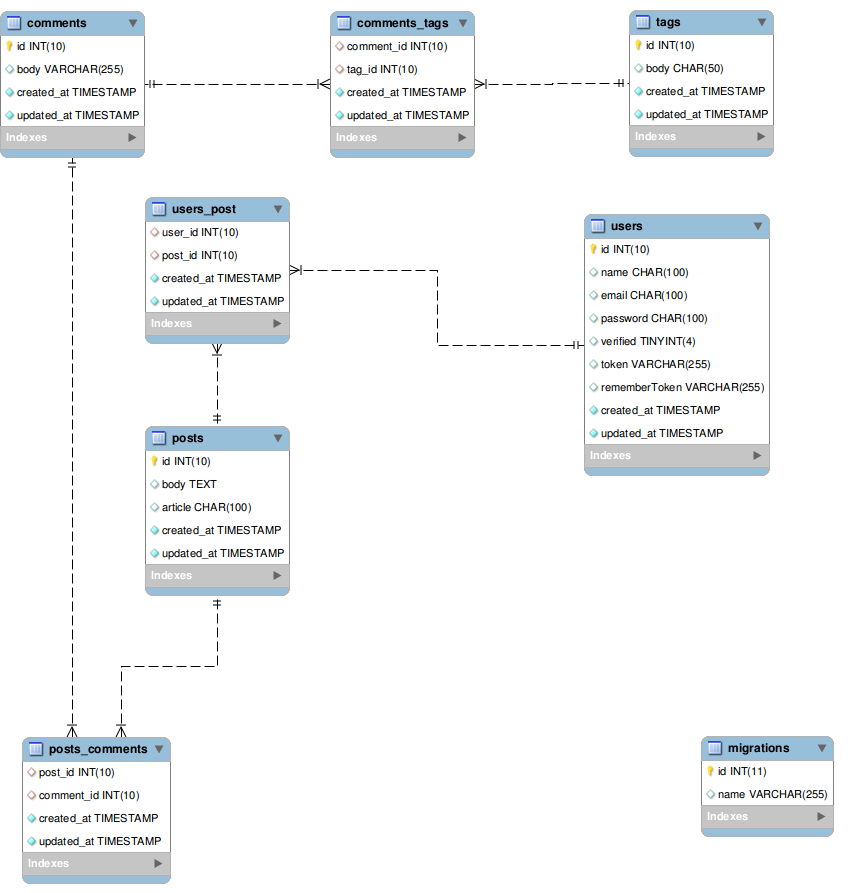 comments
id INT(10)
body VARCHAR(255)
created_at TIMESTAMP
updated_at TIMESTAMP
Indexes
comments_tags
comment_id INT(10)
tag_id INT(10)
created_at TIMESTAMP
updated_at TIMESTAMP
Indexes
tags
id INT(10)
body CHAR(50)
created_at TIMESTAMP
updated_at TIMESTAMP
Indexes
users_post
user_id INT(10)
post_id INT(10)
created_at TIMESTAMP
updated_at TIMESTAMP
Indexes
users
id INT(10)
name CHAR(100)
email CHAR(100)
password CHAR(100)
verified TINYINT(4)
token VARCHAR(255)
rememberToken VARCHAR(255)
created_at TIMESTAMP
updated_at TIMESTAMP
Indexes
posts
id INT(10)
body TEXT
article CHAR(100)
created_at TIMESTAMP
updated_at TIMESTAMP
Indexes
posts_comments
post_id INT(10)
comment_id INT(10)
created_at TIMESTAMP
updated_at TIMESTAMP
Indexes
migrations
id INT(11)
name VARCHAR(255)
Indexes